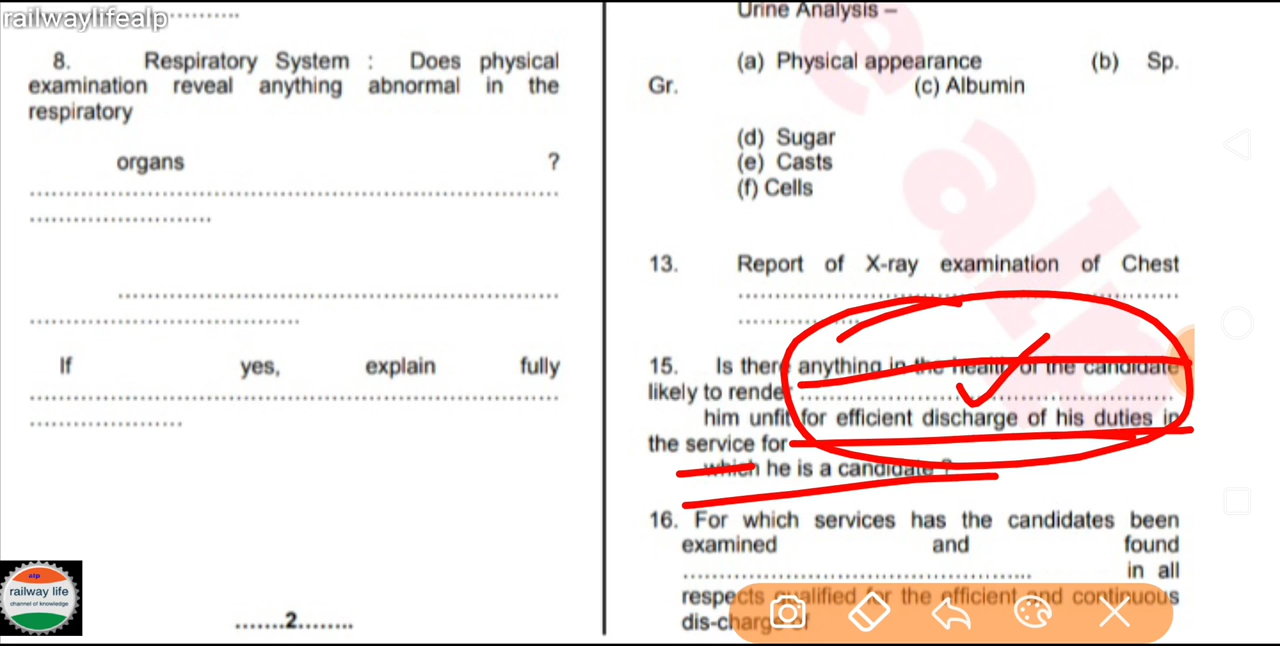 railwaylifealp
8. Respiratory System : Does physical
examination reveal anything abnormal in the
respiratory
organs ?
If yes, explain fully
.......2........
alp
railway life
channel of knowledge
Urine Analysis –
(a) Physical appearance (b) Sp.
Gr. (c) Albumin
(d) Sugar
(e) Casts
(f) Cells
13. Report of X-ray examination of Chest
15. Is there anything in the health of the candidate
likely to render
him unfit for efficient discharge of his duties in
the service for
which he is a candidate ?
16. For which services has the candidates been
examined and found
in all
respects qualified for the efficient and continuous
dis-charge of
e alp